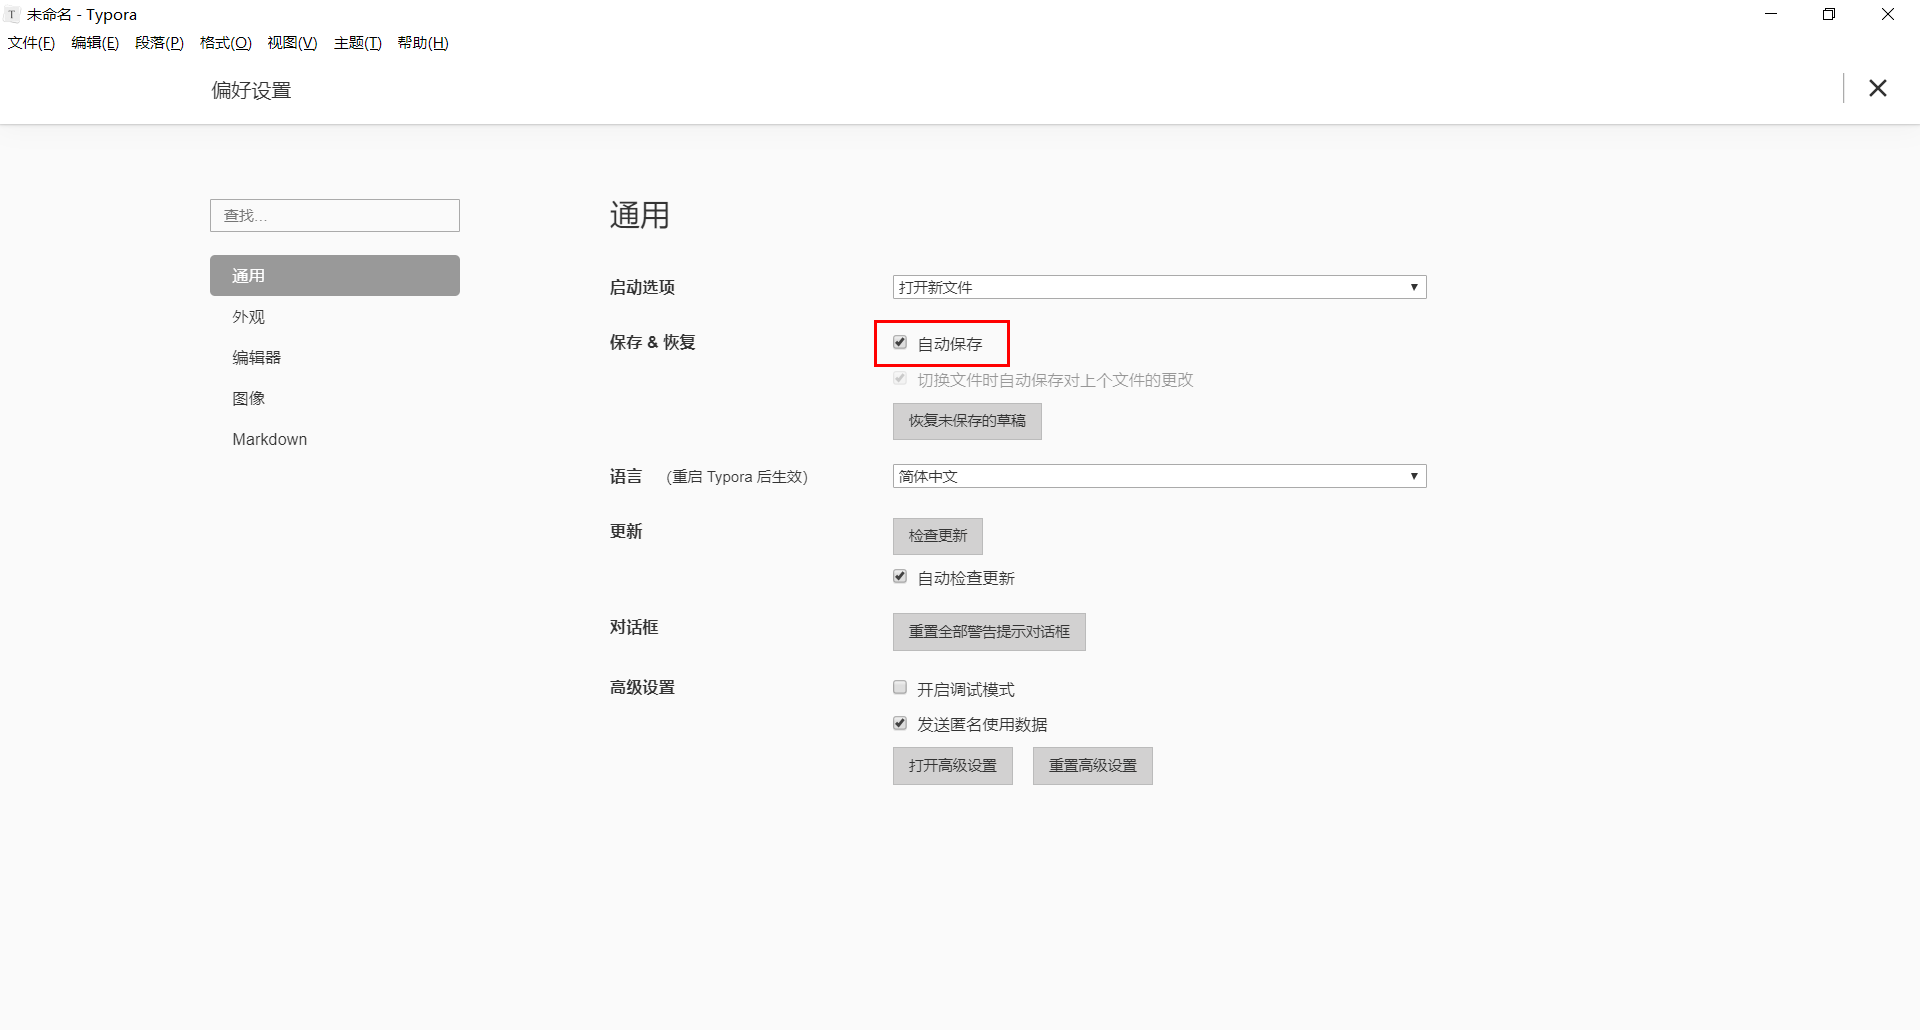 T 未命名 - Typora
文件(F) 编辑(E) 段落(P) 格式(O) 视图(V) 主题(T) 帮助(H)
偏好设置
查找...
通用
外观
编辑器
图像
Markdown
通用
启动选项 打开新文件
保存 & 恢复 自动保存
切换文件时自动保存对上个文件的更改
恢复未保存的草稿
语言 (重启 Typora 后生效) 简体中文
更新 检查更新
自动检查更新
对话框 重置全部警告提示对话框
高级设置 开启调试模式
发送匿名使用数据
打开高级设置 重置高级设置